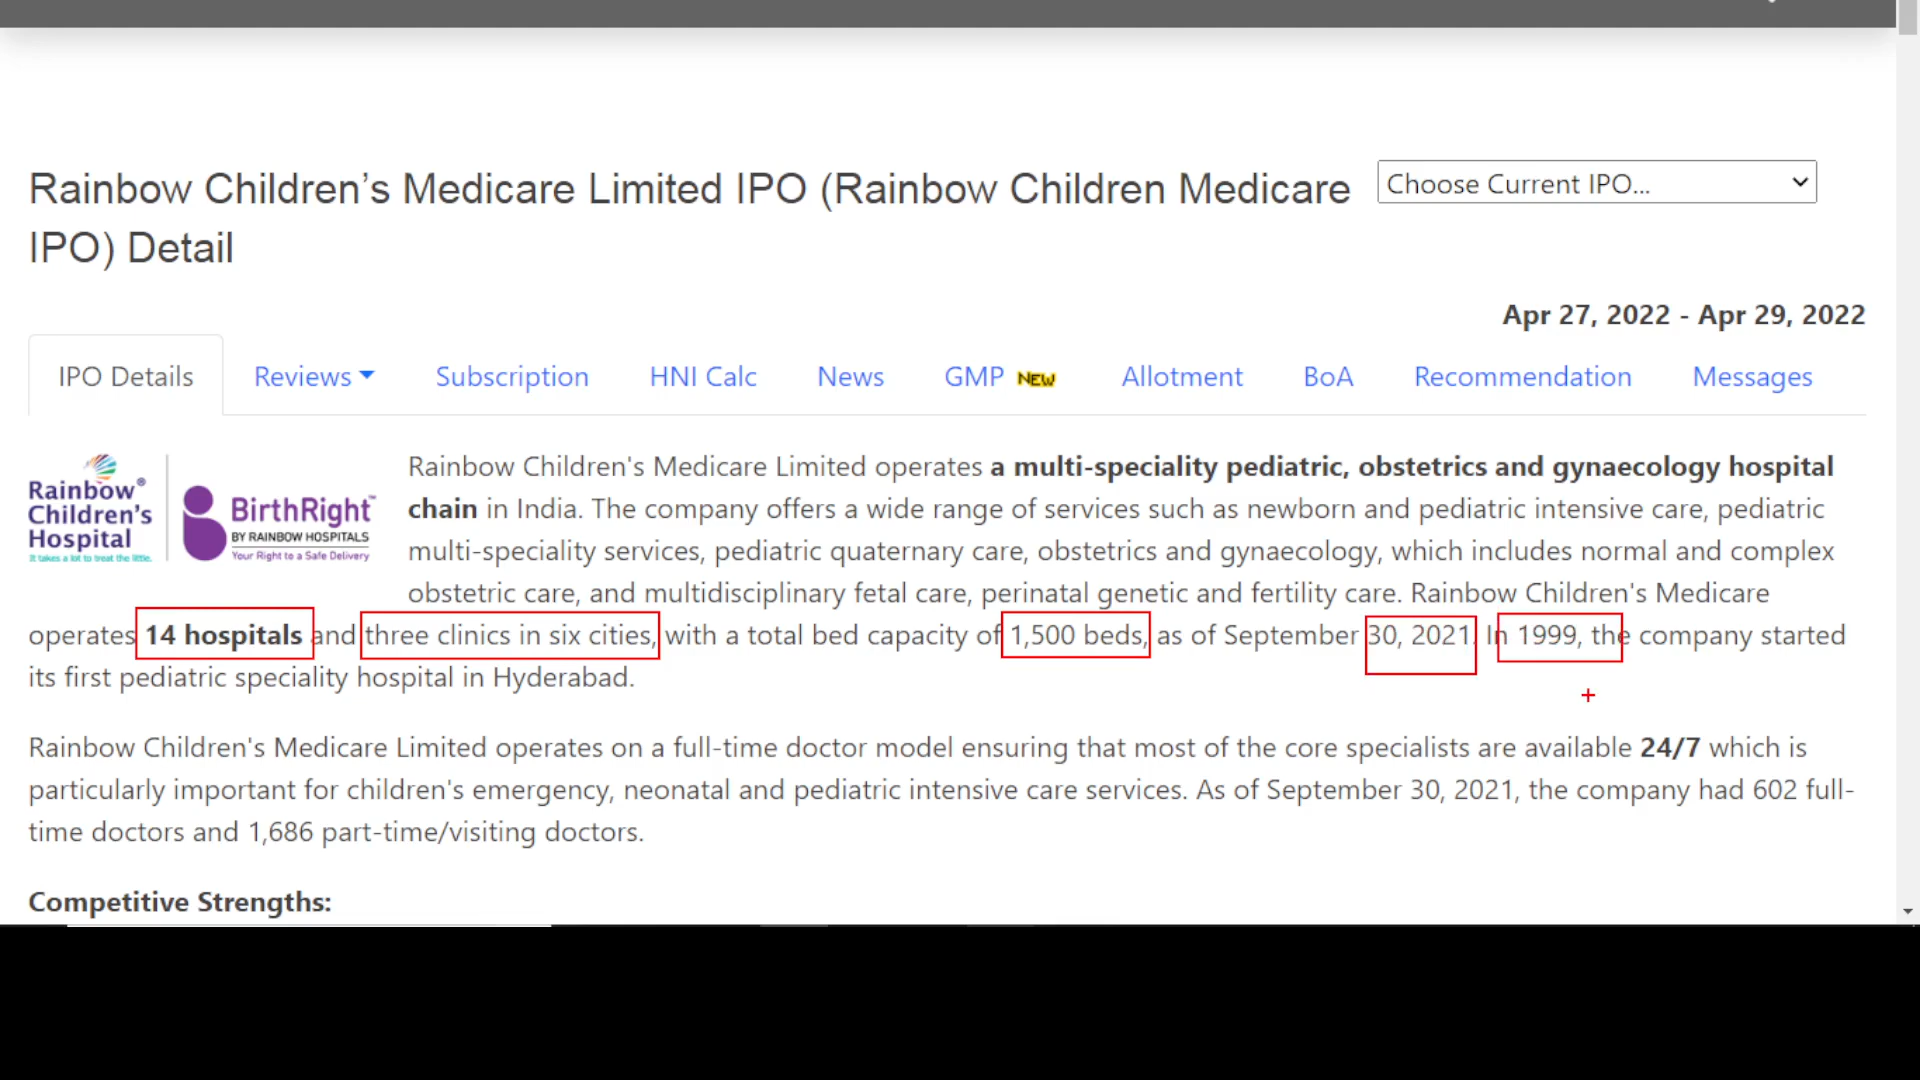 Rainbow Children’s Medicare Limited IPO (Rainbow Children Medicare
IPO) Detail
Choose Current IPO...
Apr 27, 2022 - Apr 29, 2022
IPO Details Reviews Subscription HNI Calc News GMP NEW Allotment BoA Recommendation Messages
Rainbow®
Children's
Hospital
It takes a lot to treat the little.
BirthRight™
BY RAINBOW HOSPITALS
Your Right to a Safe Delivery
Rainbow Children's Medicare Limited operates a multi-speciality pediatric, obstetrics and gynaecology hospital
chain in India. The company offers a wide range of services such as newborn and pediatric intensive care, pediatric
multi-speciality services, pediatric quaternary care, obstetrics and gynaecology, which includes normal and complex
obstetric care, and multidisciplinary fetal care, perinatal genetic and fertility care. Rainbow Children's Medicare
operates 14 hospitals and three clinics in six cities, with a total bed capacity of 1,500 beds, as of September 30, 2021. In 1999, the company started
its first pediatric speciality hospital in Hyderabad.
Rainbow Children's Medicare Limited operates on a full-time doctor model ensuring that most of the core specialists are available 24/7 which is
particularly important for children's emergency, neonatal and pediatric intensive care services. As of September 30, 2021, the company had 602 full-
time doctors and 1,686 part-time/visiting doctors.
Competitive Strengths: